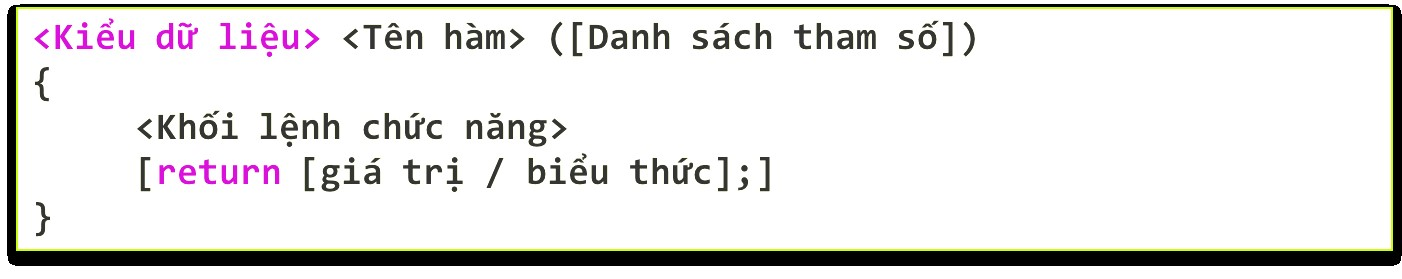 <Kiểu dữ liệu> <Tên hàm> ([Danh sách tham số])
{
<Khối lệnh chức năng>
[return [giá trị / biểu thức];]
}